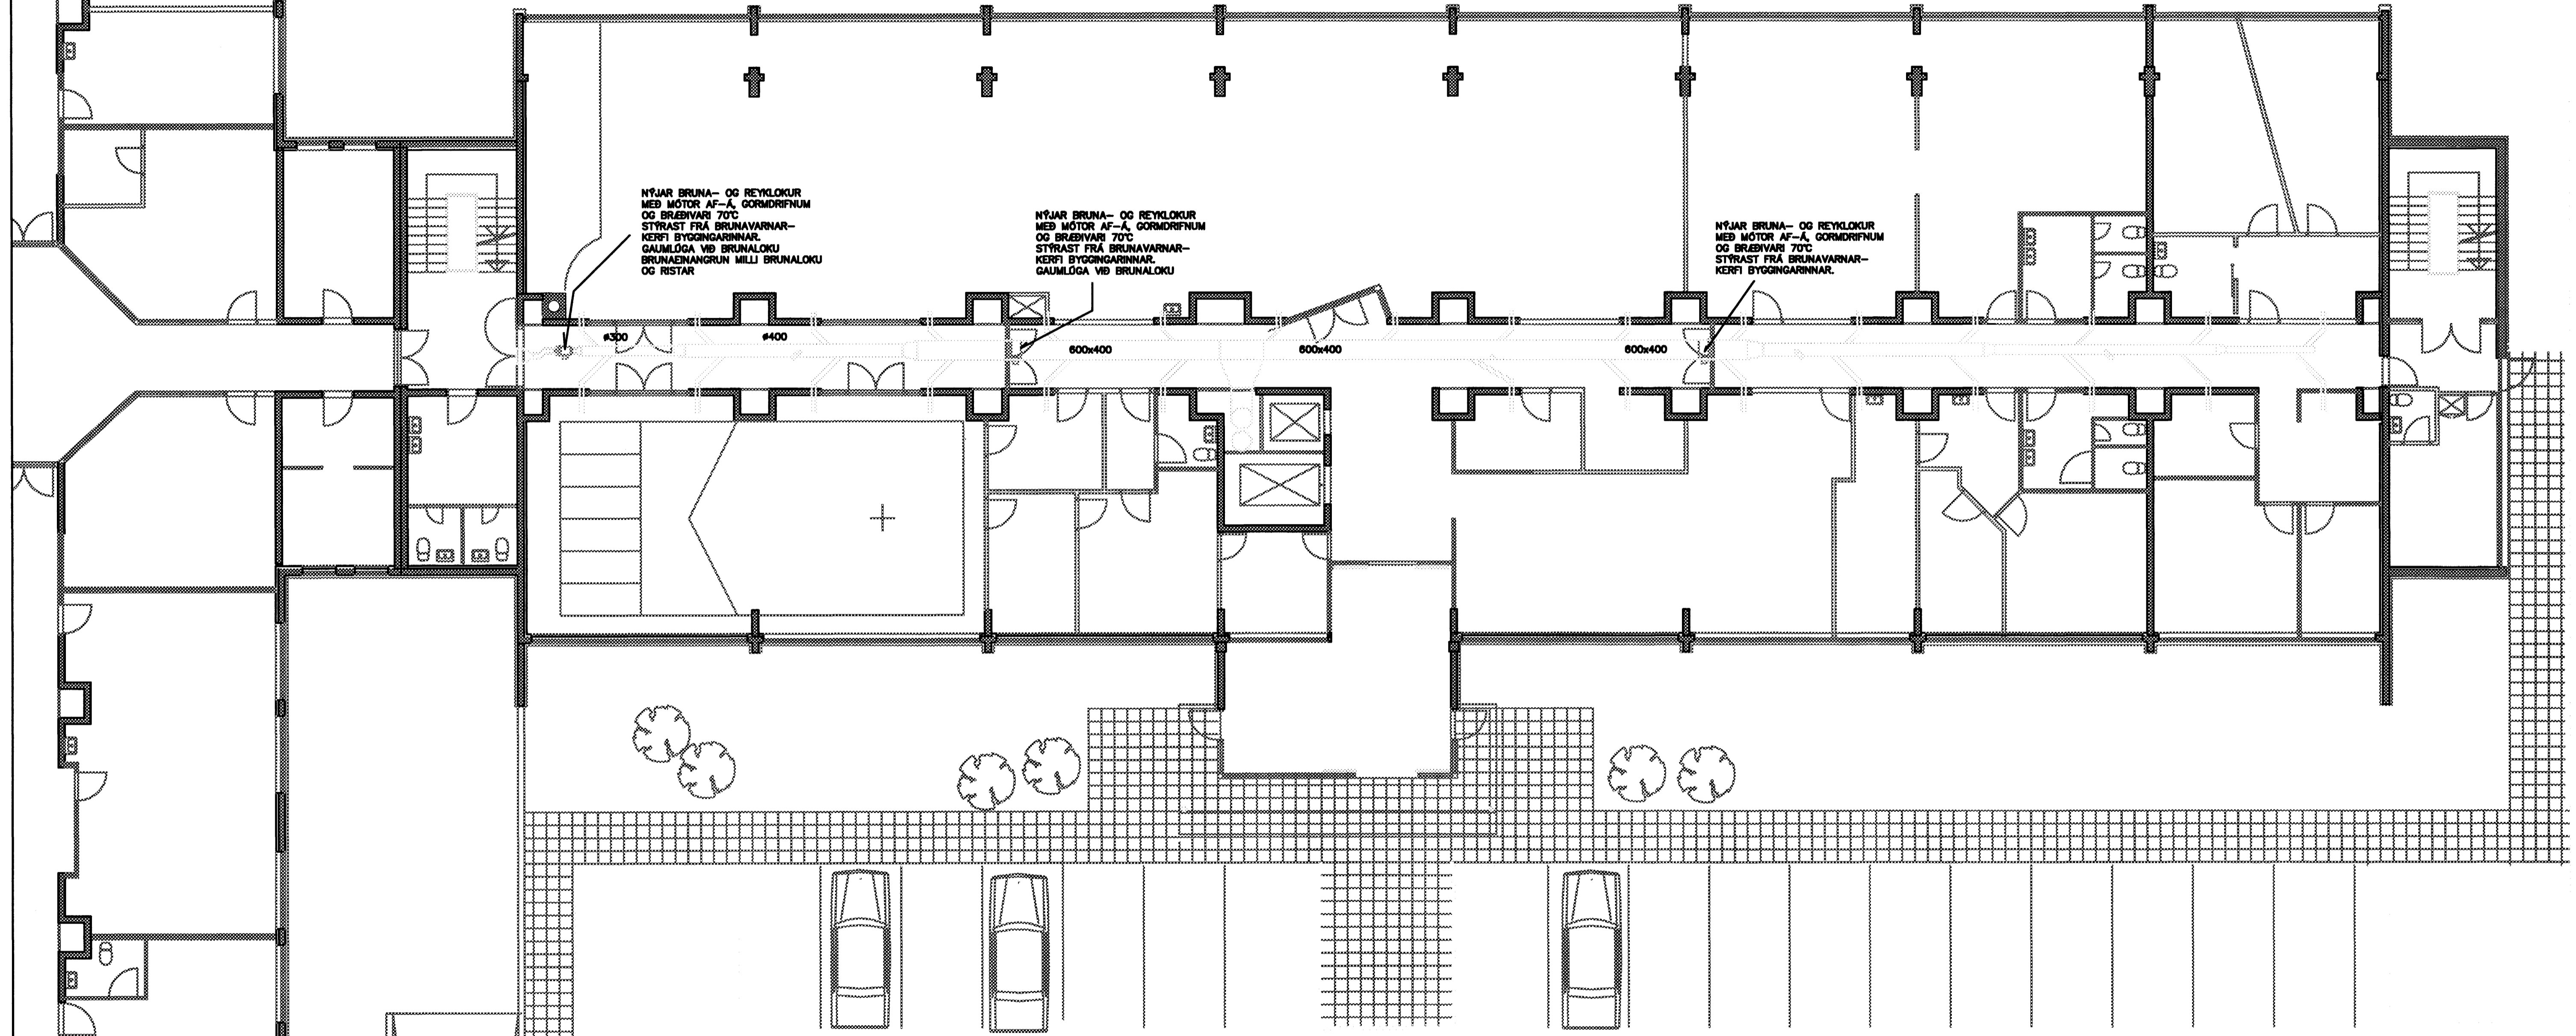 NÝJAR BRUNA- OG REYKLOKUR
MEÐ MÓTOR AF-Á, GORMDRIFNUM
OG BRÆÐIVARI 70°C
STÝRAST FRÁ BRUNAVARNAR-
KERFI BYGGINGARINNAR.
GAUMLÚGA VIÐ BRUNALOKU
BRUNAEINANGRUN MILLI BRUNALOKU
OG RISTAR
NÝJAR BRUNA- OG REYKLOKUR
MEÐ MÓTOR AF-Á, GORMDRIFNUM
OG BRÆÐIVARI 70°C
STÝRAST FRÁ BRUNAVARNAR-
KERFI BYGGINGARINNAR.
GAUMLÚGA VIÐ BRUNALOKU
NÝJAR BRUNA- OG REYKLOKUR
MEÐ MÓTOR AF-Á, GORMDRIFNUM
OG BRÆÐIVARI 70°C
STÝRAST FRÁ BRUNAVARNAR-
KERFI BYGGINGARINNAR.
ø300
ø400
600x400
600x400
600x400